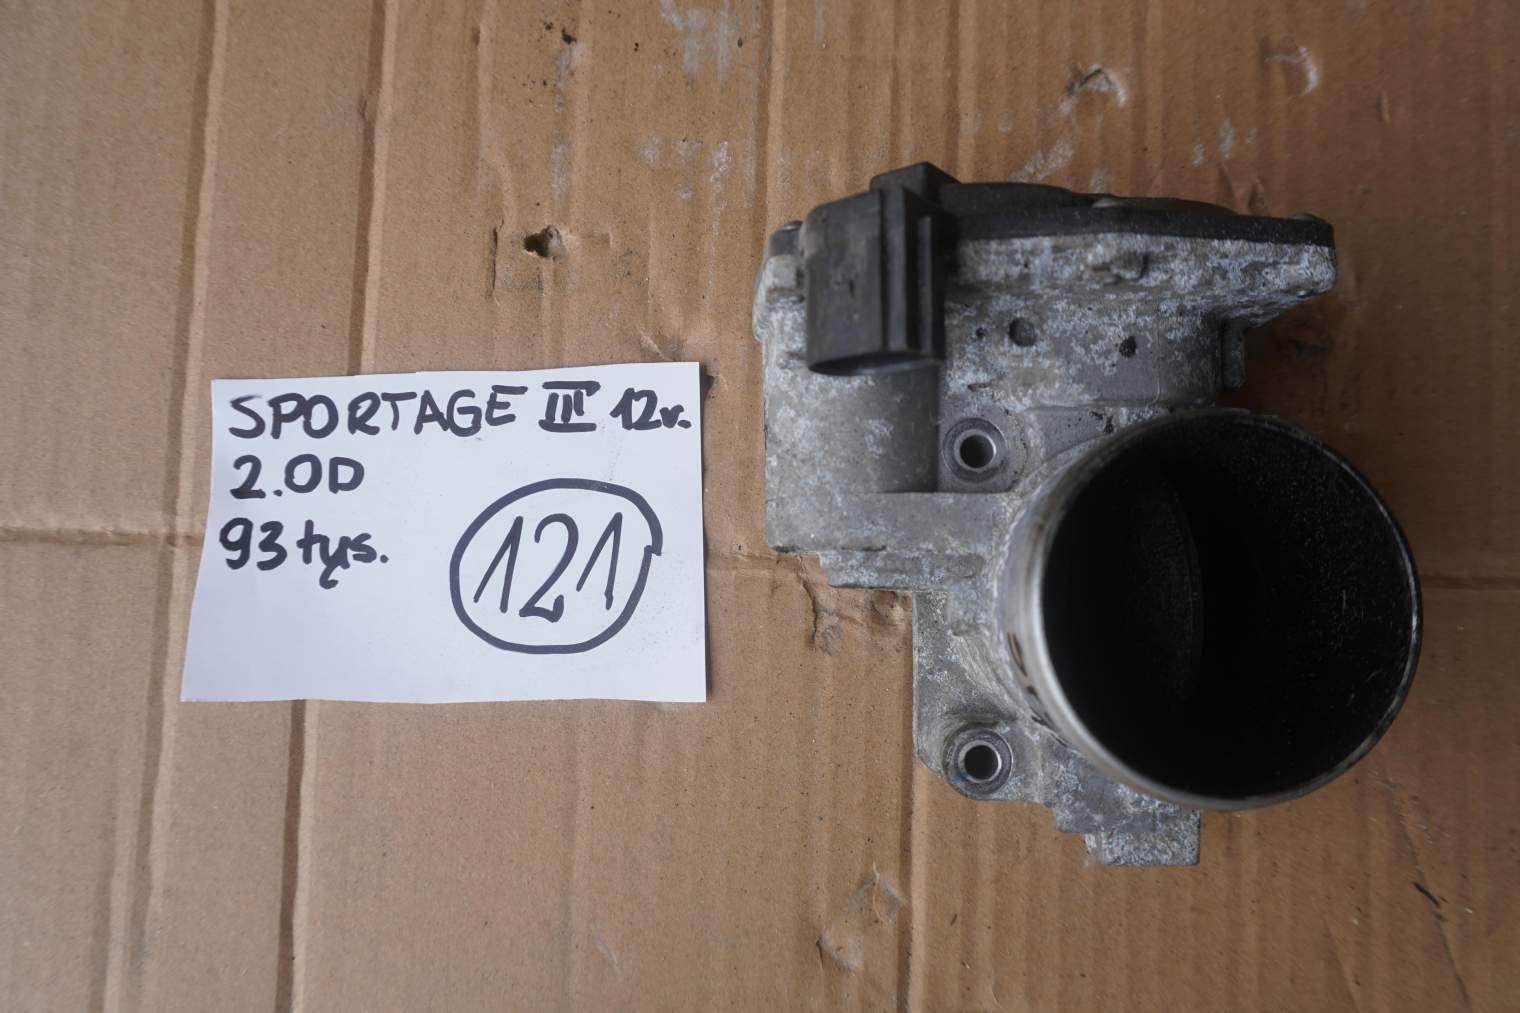 SPORTAGE III 12r.
2.0D
93 tys.
121